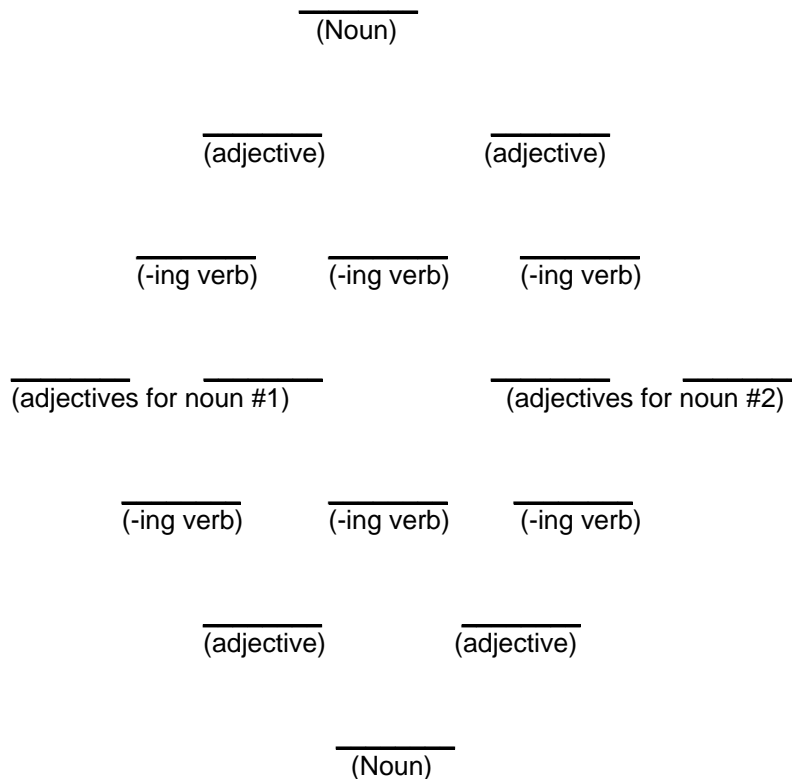 (Noun)
(adjective) (adjective)
(-ing verb) (-ing verb) (-ing verb)
(adjectives for noun #1) (adjectives for noun #2)
(-ing verb) (-ing verb) (-ing verb)
(adjective) (adjective)
(Noun)